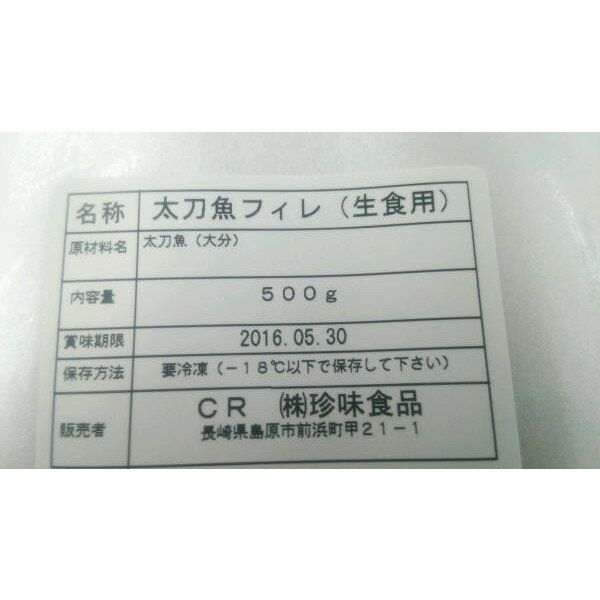 名称 太刀魚フィレ（生食用）
原材料名 太刀魚（大分）
内容量 ５００ｇ
賞味期限 2016.05.30
保存方法 要冷凍（－１８℃以下で保存して下さい）
販売者 ＣＲ ㈱珍味食品
長崎県島原市前浜町甲２１－１